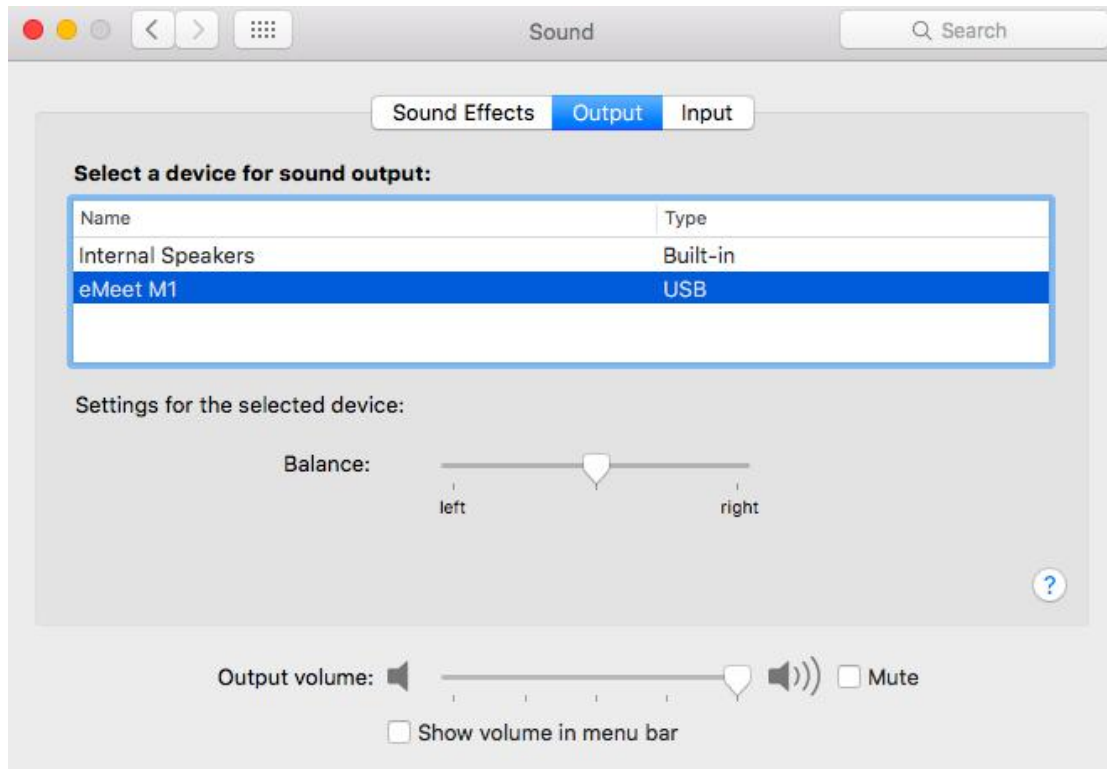 Sound
Search
Sound Effects Output Input
Select a device for sound output:
Name Type
Internal Speakers Built-in
eMeet M1 USB
Settings for the selected device:
Balance:
left right
?
Output volume: Mute
Show volume in menu bar